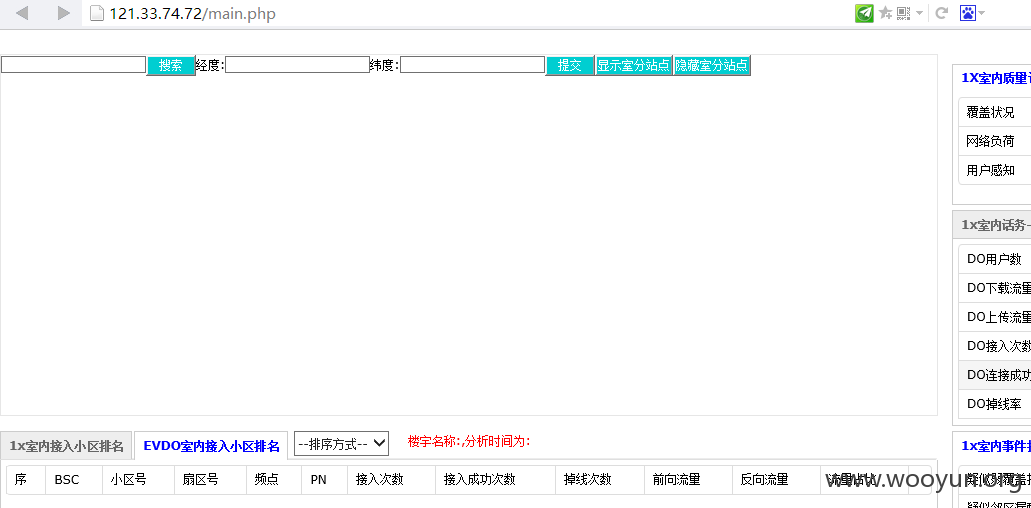 121.33.74.72/main.php
搜索 经度: 纬度: 提交 显示室分站点 隐藏室分站点
1X室内质量
覆盖状况
网络负荷
用户感知
1x室内话务
DO用户数
DO下载流量
DO上传流量
DO接入次数
DO连接成功
DO掉线率
1x室内接入小区排名 EVDO室内接入小区排名 --排序方式-- 楼宇名称:,分析时间为:
1x室内事件
序 BSC 小区号 扇区号 频点 PN 接入次数 接入成功次数 掉线次数 前向流量 反向流量
www.wooyun.org